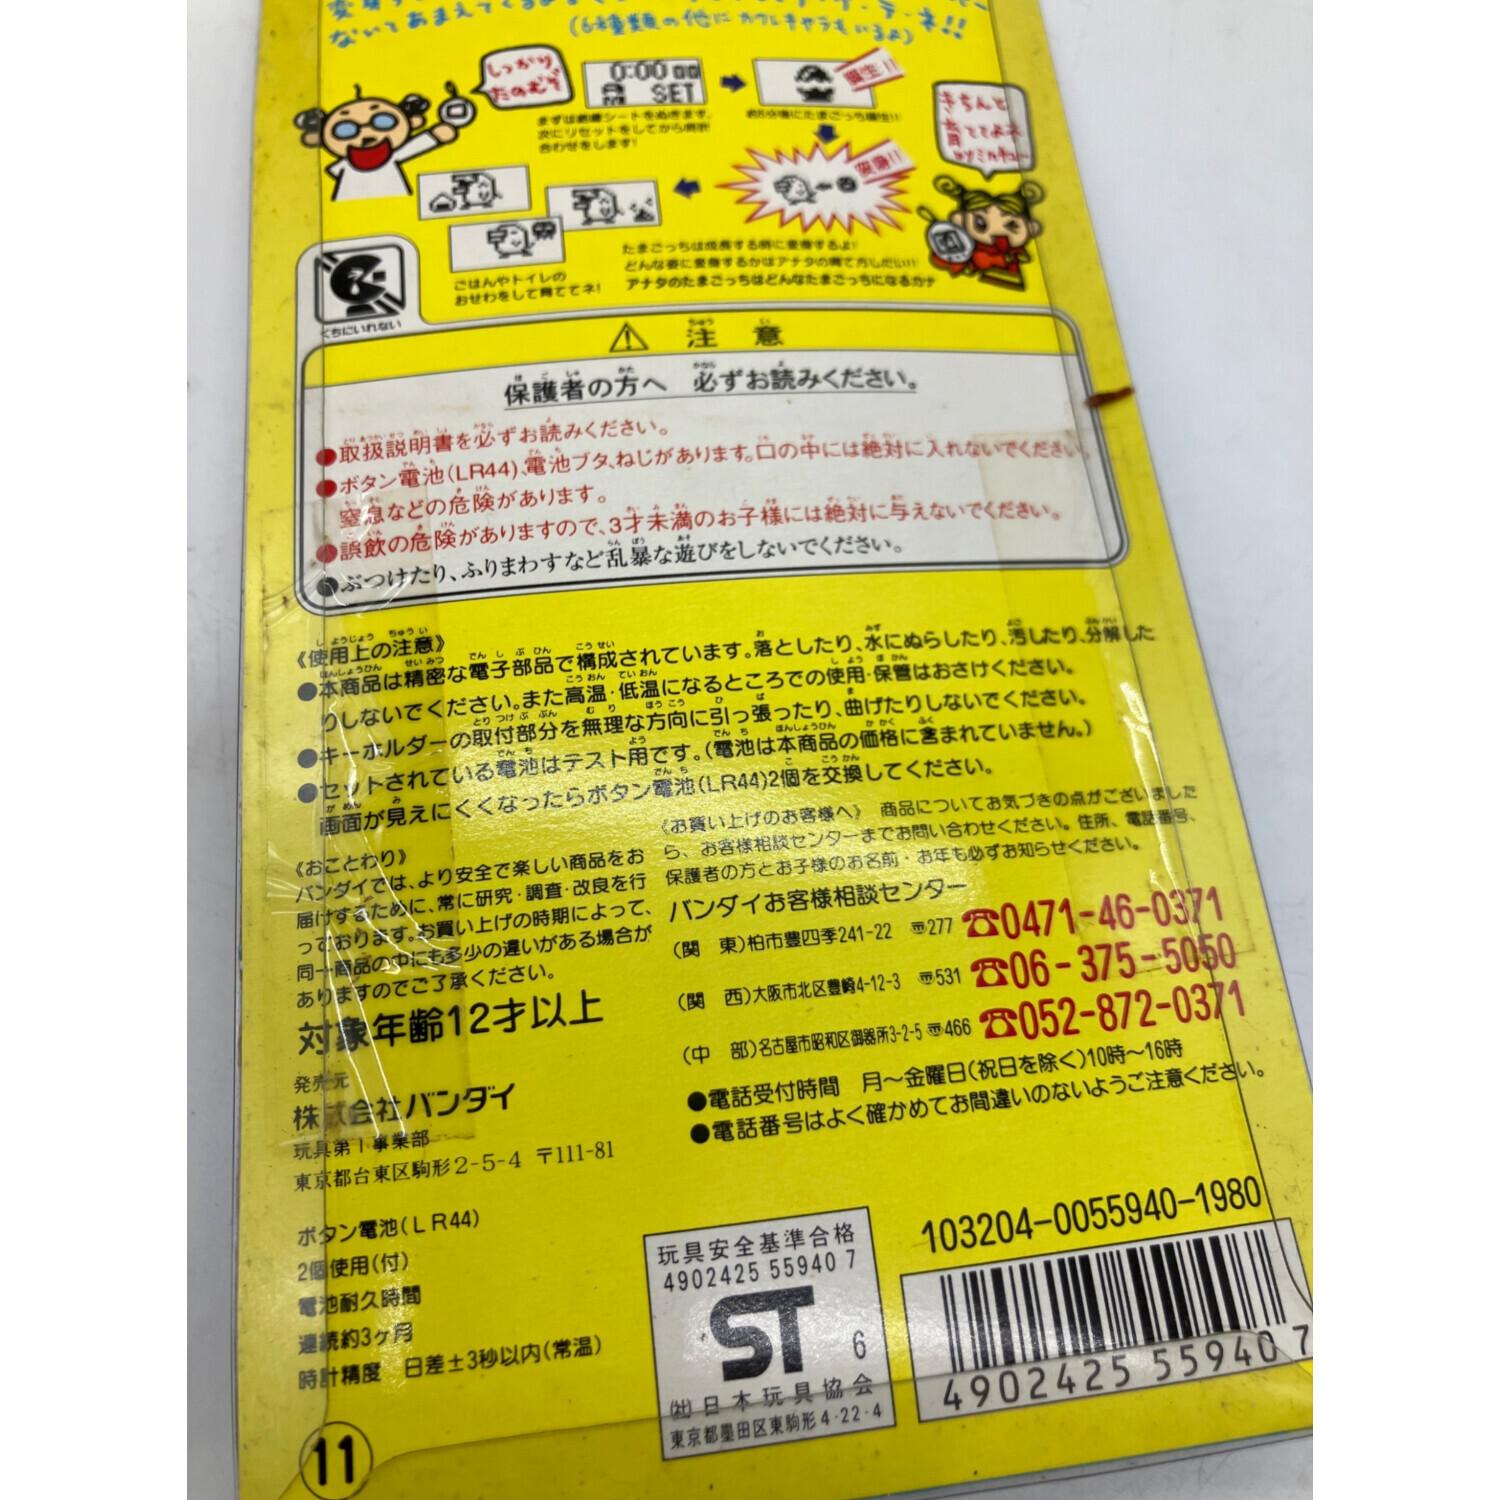 ないてあまえてくるよ
(6種類の他にカクレキャラもいるよ)
しっかり
たのむぞ
0:00
SET
まずは絶縁シートをぬきます。
次にリセットをしてから時計
合わせをします!
誕生!!
約5分後にたまごっち誕生!!
きちんと
育ててよネ
変身!!
たまごっちは成長する時に変身するよ!
どんな姿に変身するかはアナタの育て方しだい!!
アナタのたまごっちはどんなたまごっちになるカナ
ごはんやトイレの
おせわをして育ててネ!
くちにいれない
注意
保護者の方へ 必ずお読みください。
●取扱説明書を必ずお読みください。
●ボタン電池(LR44)、電池ブタ、ねじがあります。口の中には絶対に入れないでください。
窒息などの危険があります。
●誤飲の危険がありますので、3才未満のお子様には絶対に与えないでください。
●ぶつけたり、ふりまわすなど乱暴な遊びをしないでください。
《使用上の注意》
●本商品は精密な電子部品で構成されています。落としたり、水にぬらしたり、汚したり、分解した
りしないでください。また高温・低温になるところでの使用・保管はおさけください。
●キーホルダーの取付部分を無理な方向に引っ張ったり、曲げたりしないでください。
●セットされている電池はテスト用です。(電池は本商品の価格に含まれていません。)
画面が見えにくくなったらボタン電池(LR44)2個を交換してください。
《おことわり》
バンダイでは、より安全で楽しい商品をお
届けするために、常に研究・調査・改良を行
っております。お買い上げの時期によって、
同一商品の中にも多少の違いがある場合が
ありますのでご了承ください。
対象年齢12才以上
発売元
株式会社バンダイ
玩具第1事業部
東京都台東区駒形2-5-4 〒111-81
ボタン電池(LR44)
2個使用(付)
電池耐久時間
連続約3ヶ月
時計精度 日差±3秒以内(常温)
11
《お買い上げのお客様へ》 商品についてお気づきの点がございました
ら、お客様相談センターまでお問い合わせください。住所、電話番号、
保護者の方とお子様のお名前・お年も必ずお知らせください。
バンダイお客様相談センター
(関 東)柏市豊四季241-22 〒277 ☎0471-46-0371
(関 西)大阪市北区豊崎4-12-3 〒531 ☎06-375-5050
(中 部)名古屋市昭和区御器所3-2-5 〒466 ☎052-872-0371
●電話受付時間 月〜金曜日(祝日を除く)10時〜16時
●電話番号はよく確かめてお間違いのないようご注意ください。
玩具安全基準合格
4902425 55940 7
ST
6
(社)日本玩具協会
東京都墨田区東駒形4-22-4
103204-0055940-1980
4902425 559407